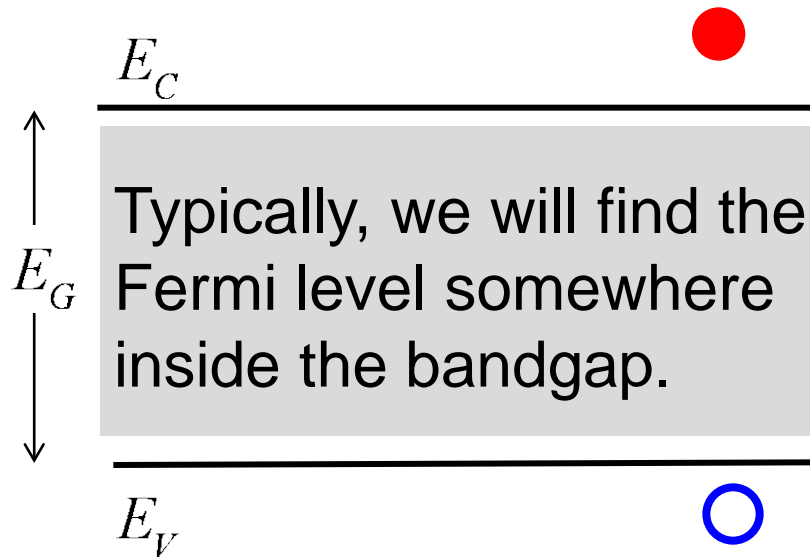 E_C
Typically, we will find the
E_G
Fermi level somewhere
inside the bandgap.
E_V